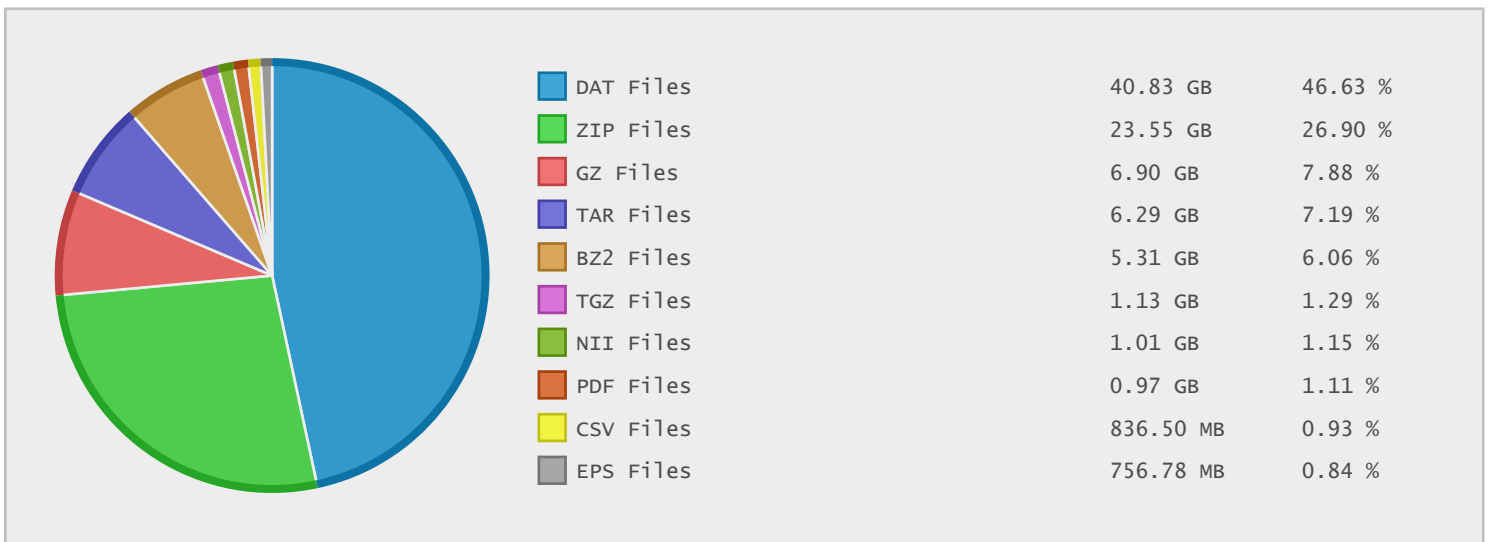 DAT Files 40.83 GB 46.63 %
ZIP Files 23.55 GB 26.90 %
GZ Files 6.90 GB 7.88 %
TAR Files 6.29 GB 7.19 %
BZ2 Files 5.31 GB 6.06 %
TGZ Files 1.13 GB 1.29 %
NII Files 1.01 GB 1.15 %
PDF Files 0.97 GB 1.11 %
CSV Files 836.50 MB 0.93 %
EPS Files 756.78 MB 0.84 %